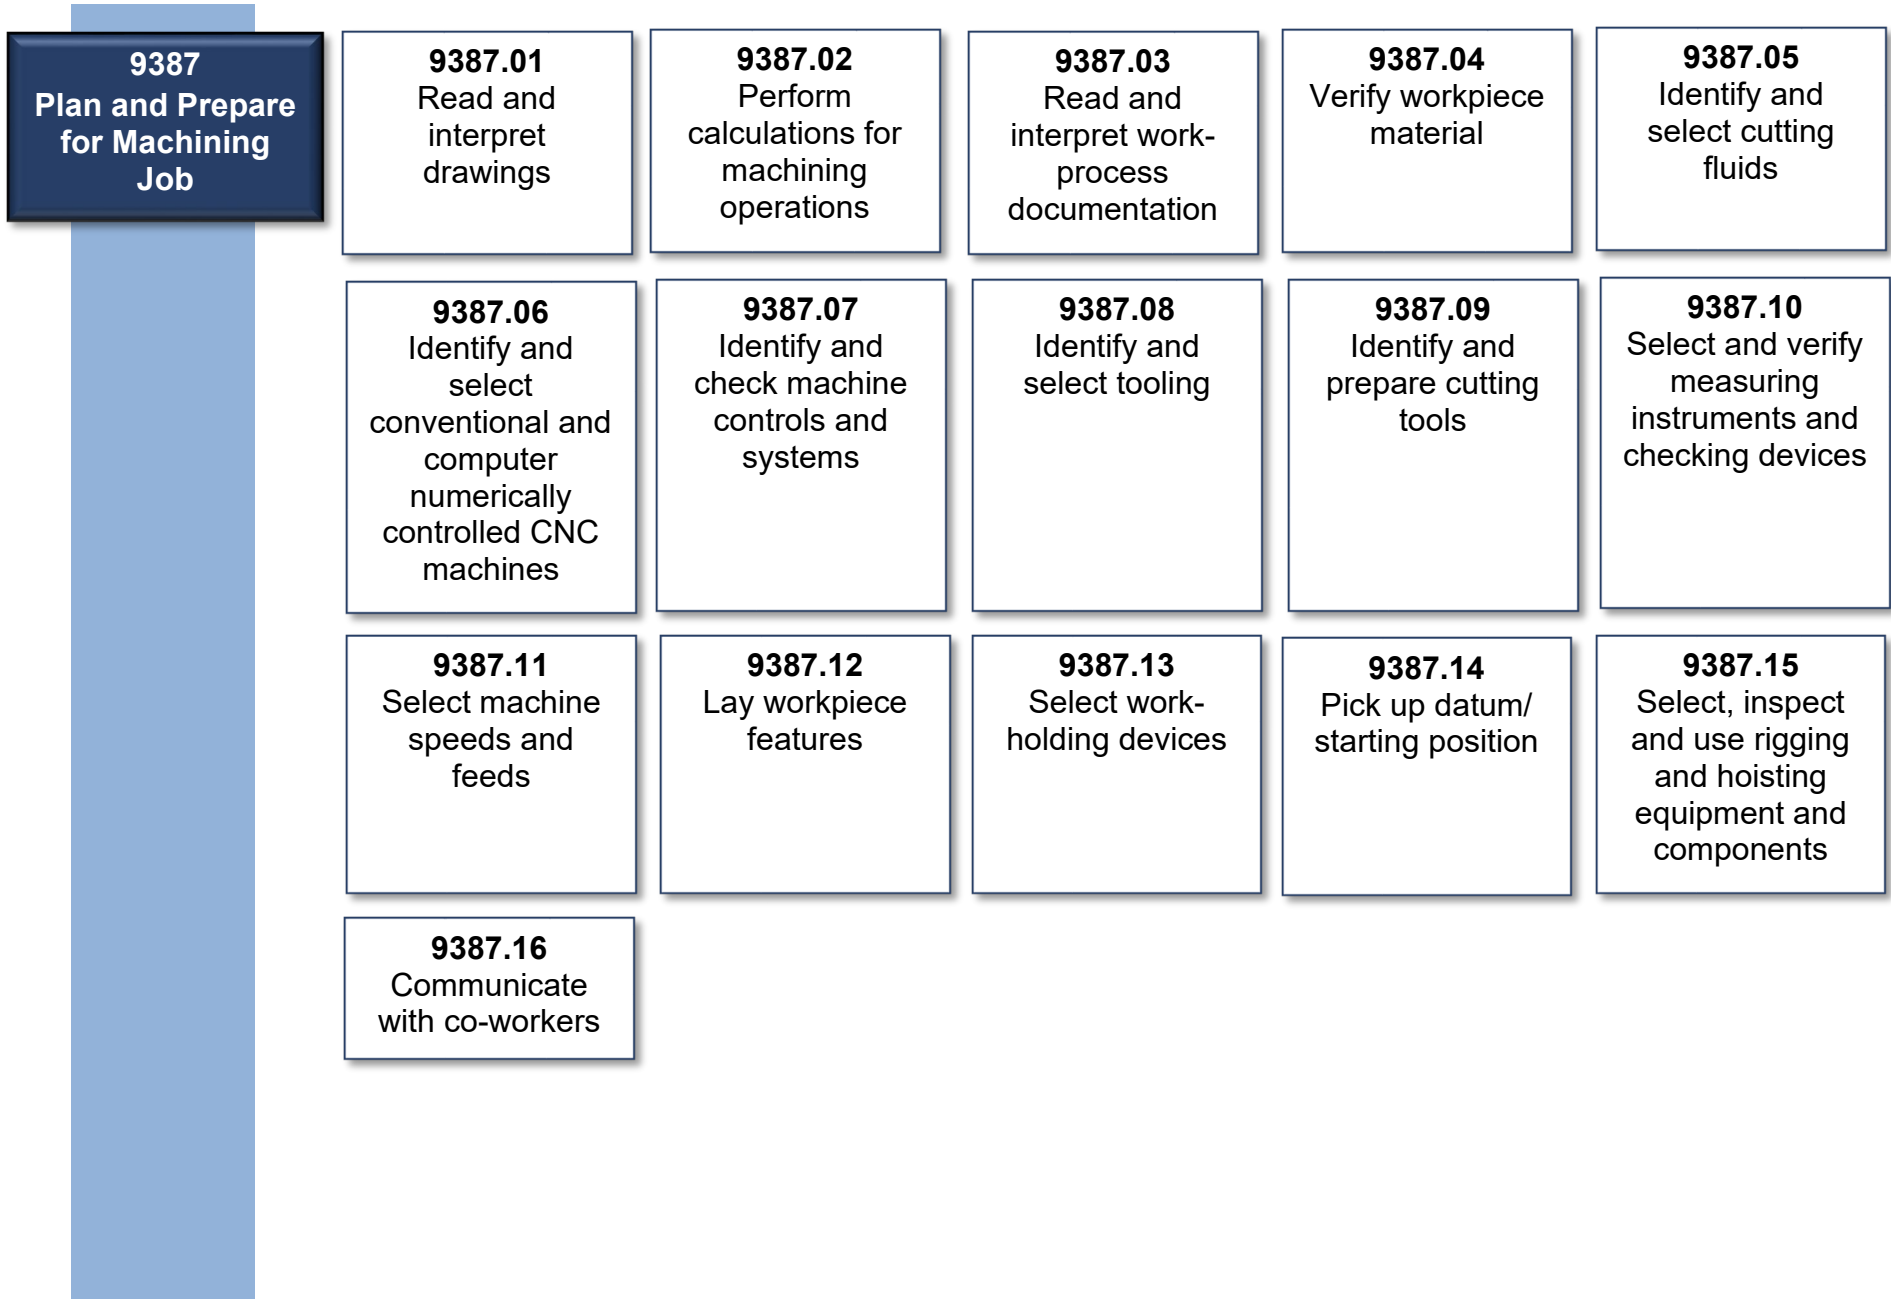 9387
Plan and Prepare
for Machining
Job
9387.01
Read and
interpret
drawings
9387.02
Perform
calculations for
machining
operations
9387.03
Read and
interpret work-
process
documentation
9387.04
Verify workpiece
material
9387.05
Identify and
select cutting
fluids
9387.06
Identify and
select
conventional and
computer
numerically
controlled CNC
machines
9387.07
Identify and
check machine
controls and
systems
9387.08
Identify and
select tooling
9387.09
Identify and
prepare cutting
tools
9387.10
Select and verify
measuring
instruments and
checking devices
9387.11
Select machine
speeds and
feeds
9387.12
Lay workpiece
features
9387.13
Select work-
holding devices
9387.14
Pick up datum/
starting position
9387.15
Select, inspect
and use rigging
and hoisting
equipment and
components
9387.16
Communicate
with co-workers